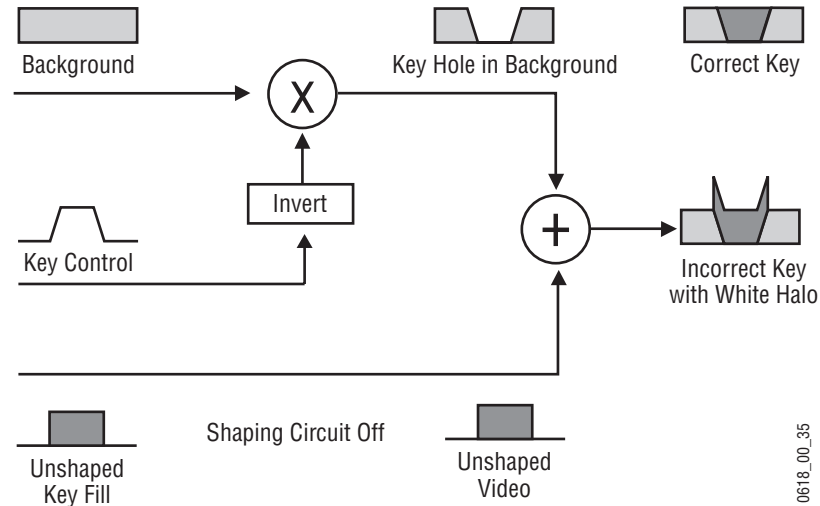 Background
Key Hole in Background
Correct Key
X
Invert
Key Control
+
Incorrect Key
with White Halo
Shaping Circuit Off
Unshaped
Key Fill
Unshaped
Video
0618_00_35